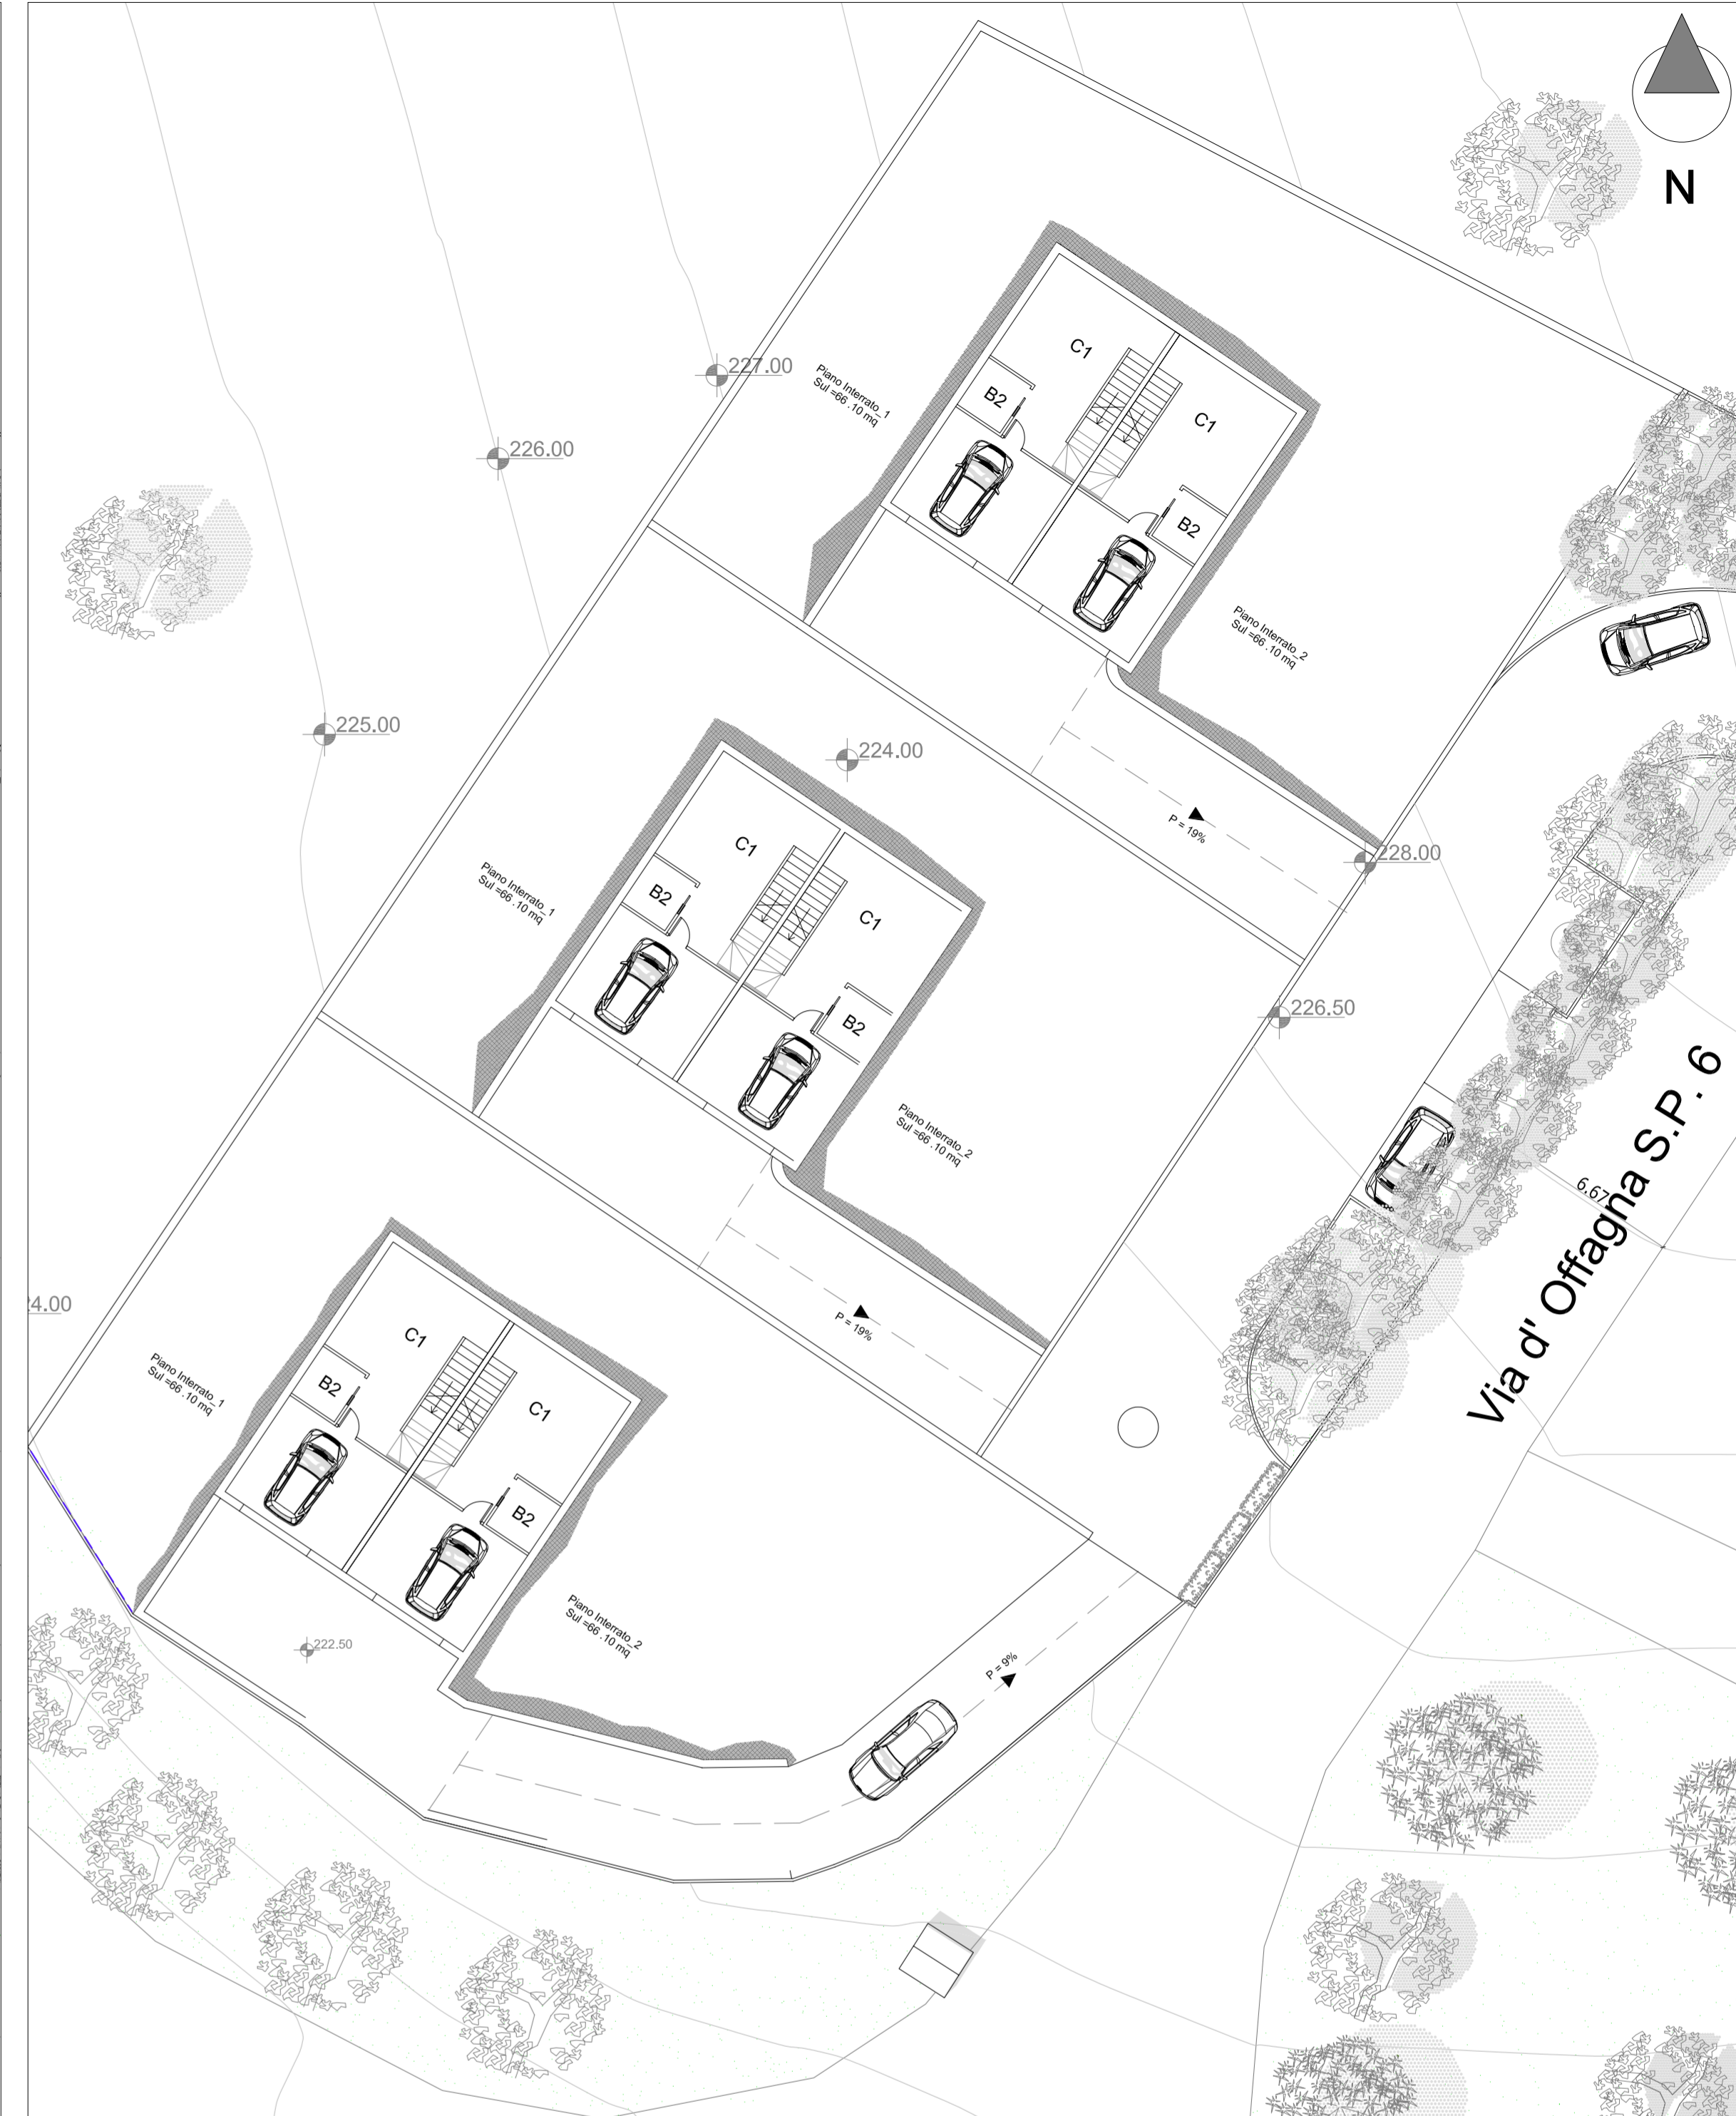 N
227.00
Piano Interrato_1
Sul =66 .10 mq
C1
B2
C1
B2
226.00
Piano Interrato_2
Sul =66 .10 mq
225.00
224.00
P = 19%
228.00
Piano Interrato_1
Sul =66 .10 mq
C1
B2
C1
B2
226.50
Piano Interrato_2
Sul =66 .10 mq
6.67
Via d' Offagna S.P. 6
4.00
P = 19%
Piano Interrato_1
Sul =66 .10 mq
C1
B2
C1
B2
Piano Interrato_2
Sul =66 .10 mq
222.50
P = 9%